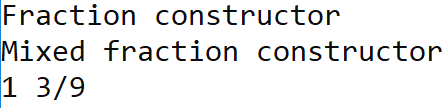 Fraction constructor
Mixed fraction constructor
1 3/9